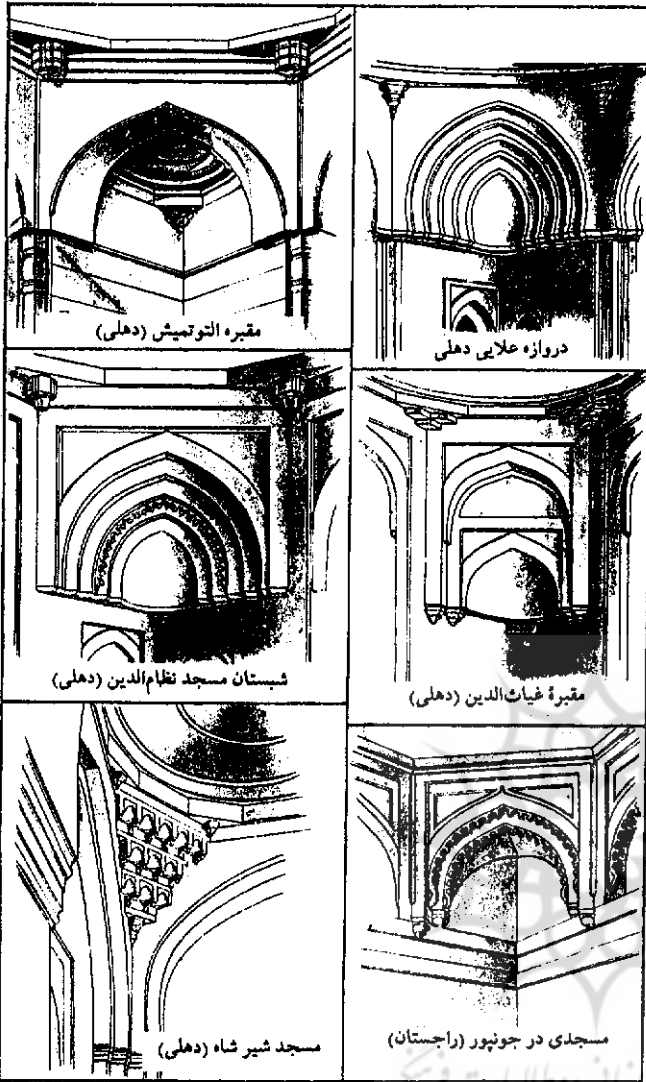 دروازه علایی دهلی
مقبره التوتمیش (دهلی)
مقبرهٔ غیاث‌الدین (دهلی)
شبستان مسجد نظام‌الدین (دهلی)
مسجدی در جونپور (راجستان)
مسجد شیر شاه (دهلی)